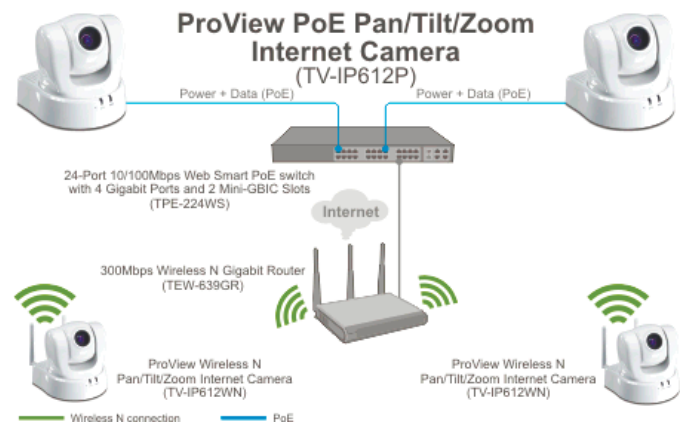 ProView PoE Pan/Tilt/Zoom
Internet Camera
(TV-IP612P)
Power + Data (PoE)
Power + Data (PoE)
24-Port 10/100Mbps Web Smart PoE switch
with 4 Gigabit Ports and 2 Mini-GBIC Slots
(TPE-224WS)
Internet
300Mbps Wireless N Gigabit Router
(TEW-639GR)
ProView Wireless N
Pan/Tilt/Zoom Internet Camera
(TV-IP612WN)
ProView Wireless N
Pan/Tilt/Zoom Internet Camera
(TV-IP612WN)
Wireless N connection
PoE